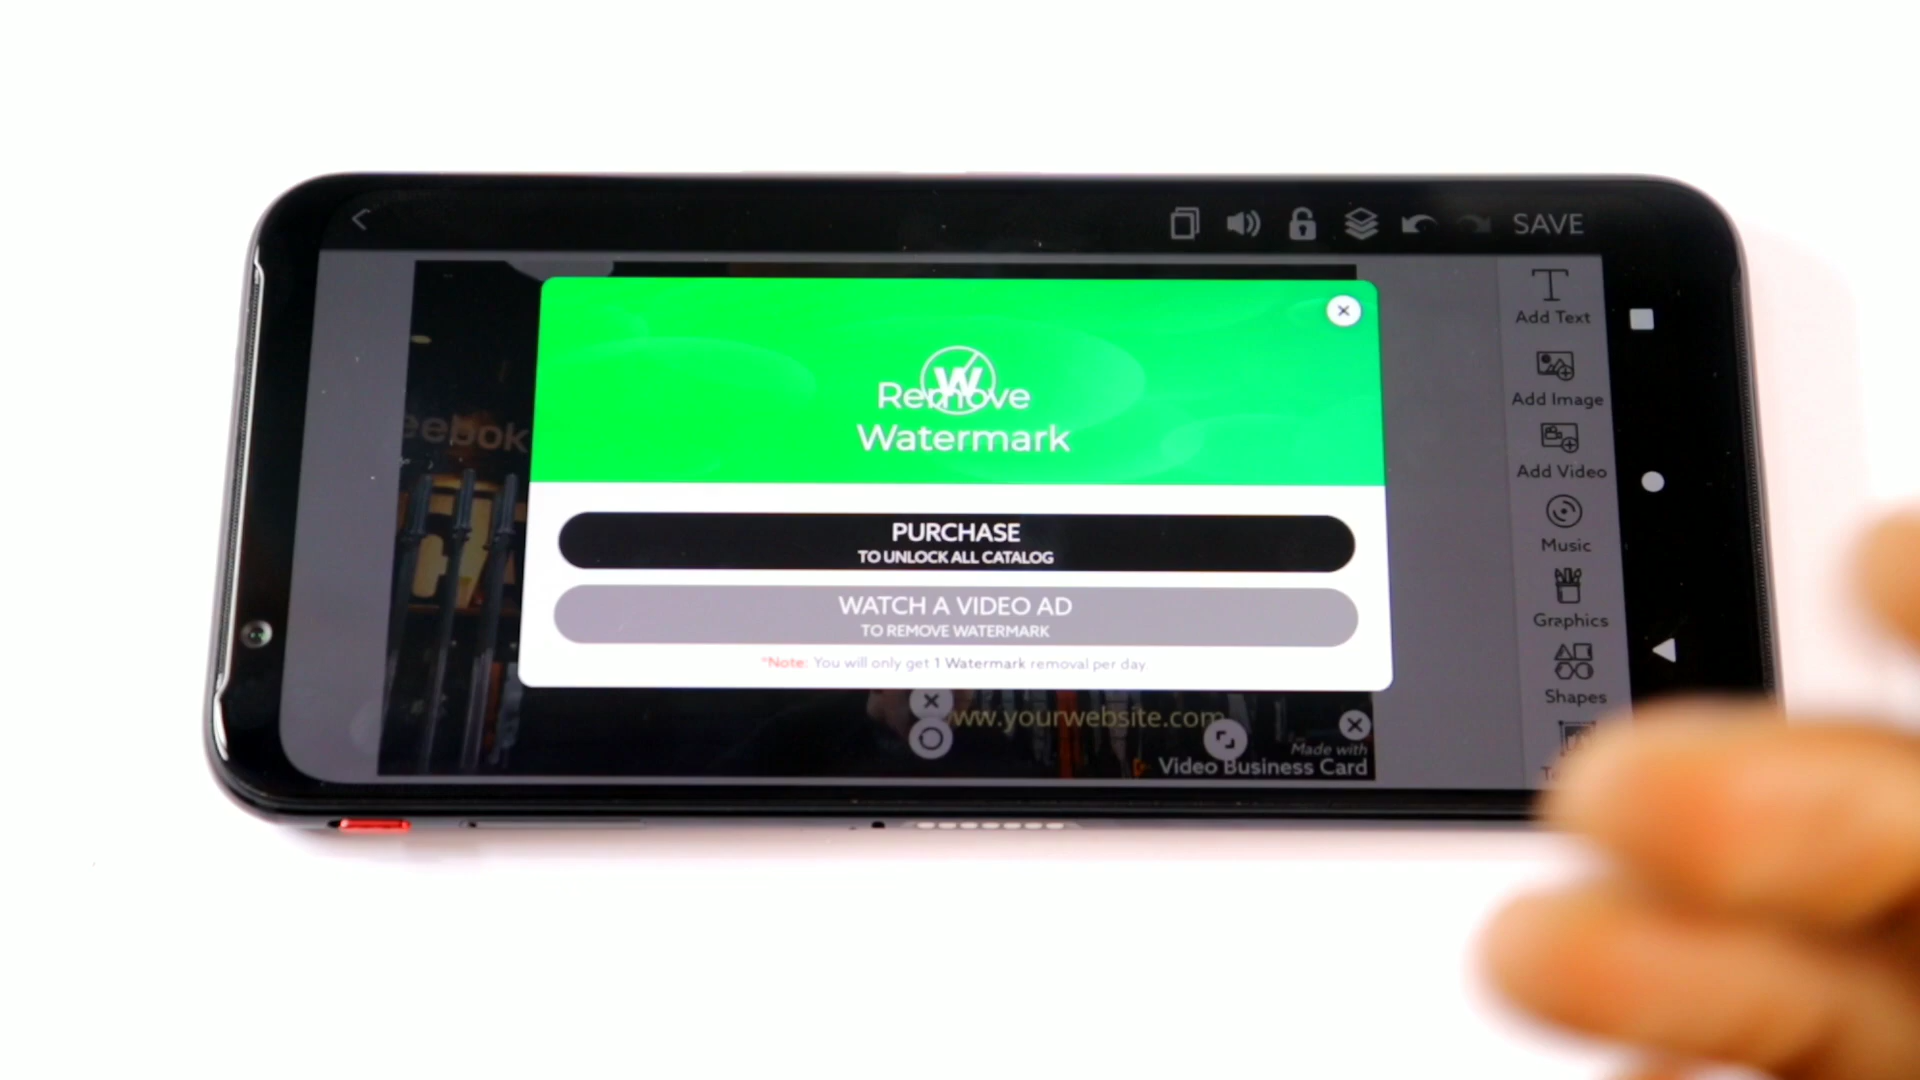 SAVE
Add Text
Add Image
Add Video
Music
Graphics
Shapes
eebok
W
Remove
Watermark
PURCHASE
TO UNLOCK ALL CATALOG
WATCH A VIDEO AD
TO REMOVE WATERMARK
*Note: You will only get 1 Watermark removal per day
www.yourwebsite.com
Made with
Video Business Card